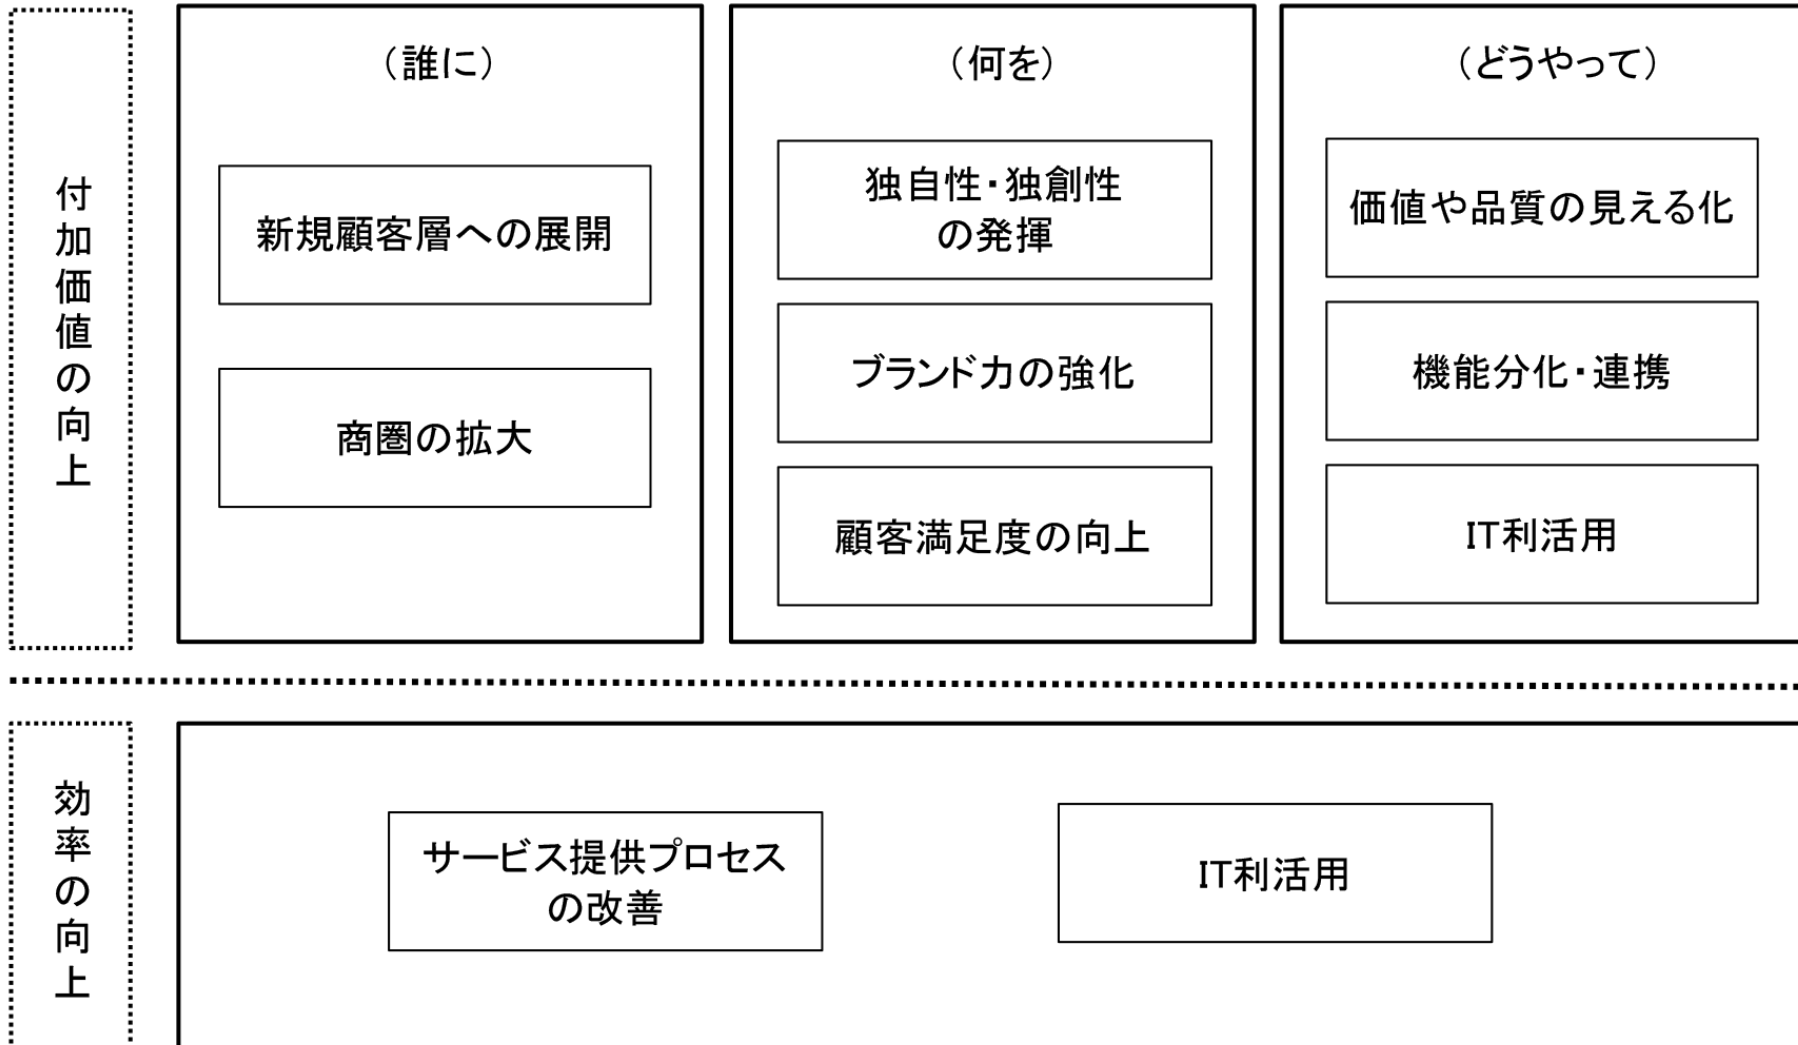 付加価値の向上
（誰に）
新規顧客層への展開
商圏の拡大
（何を）
独自性・独創性
の発揮
ブランド力の強化
顧客満足度の向上
（どうやって）
価値や品質の見える化
機能分化・連携
IT利活用
効率の向上
サービス提供プロセス
の改善
IT利活用